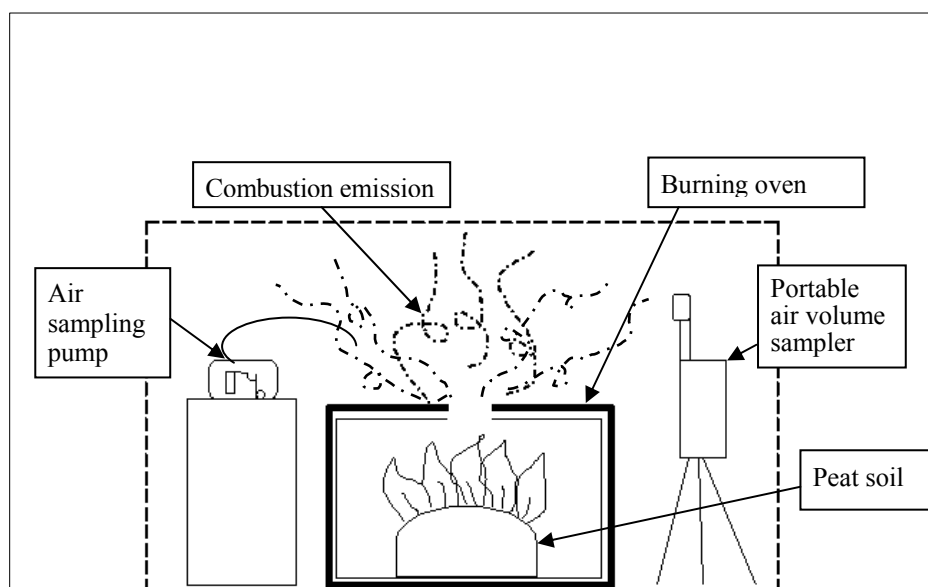 Combustion emission
Burning oven
Air
sampling
pump
Portable
air volume
sampler
Peat soil